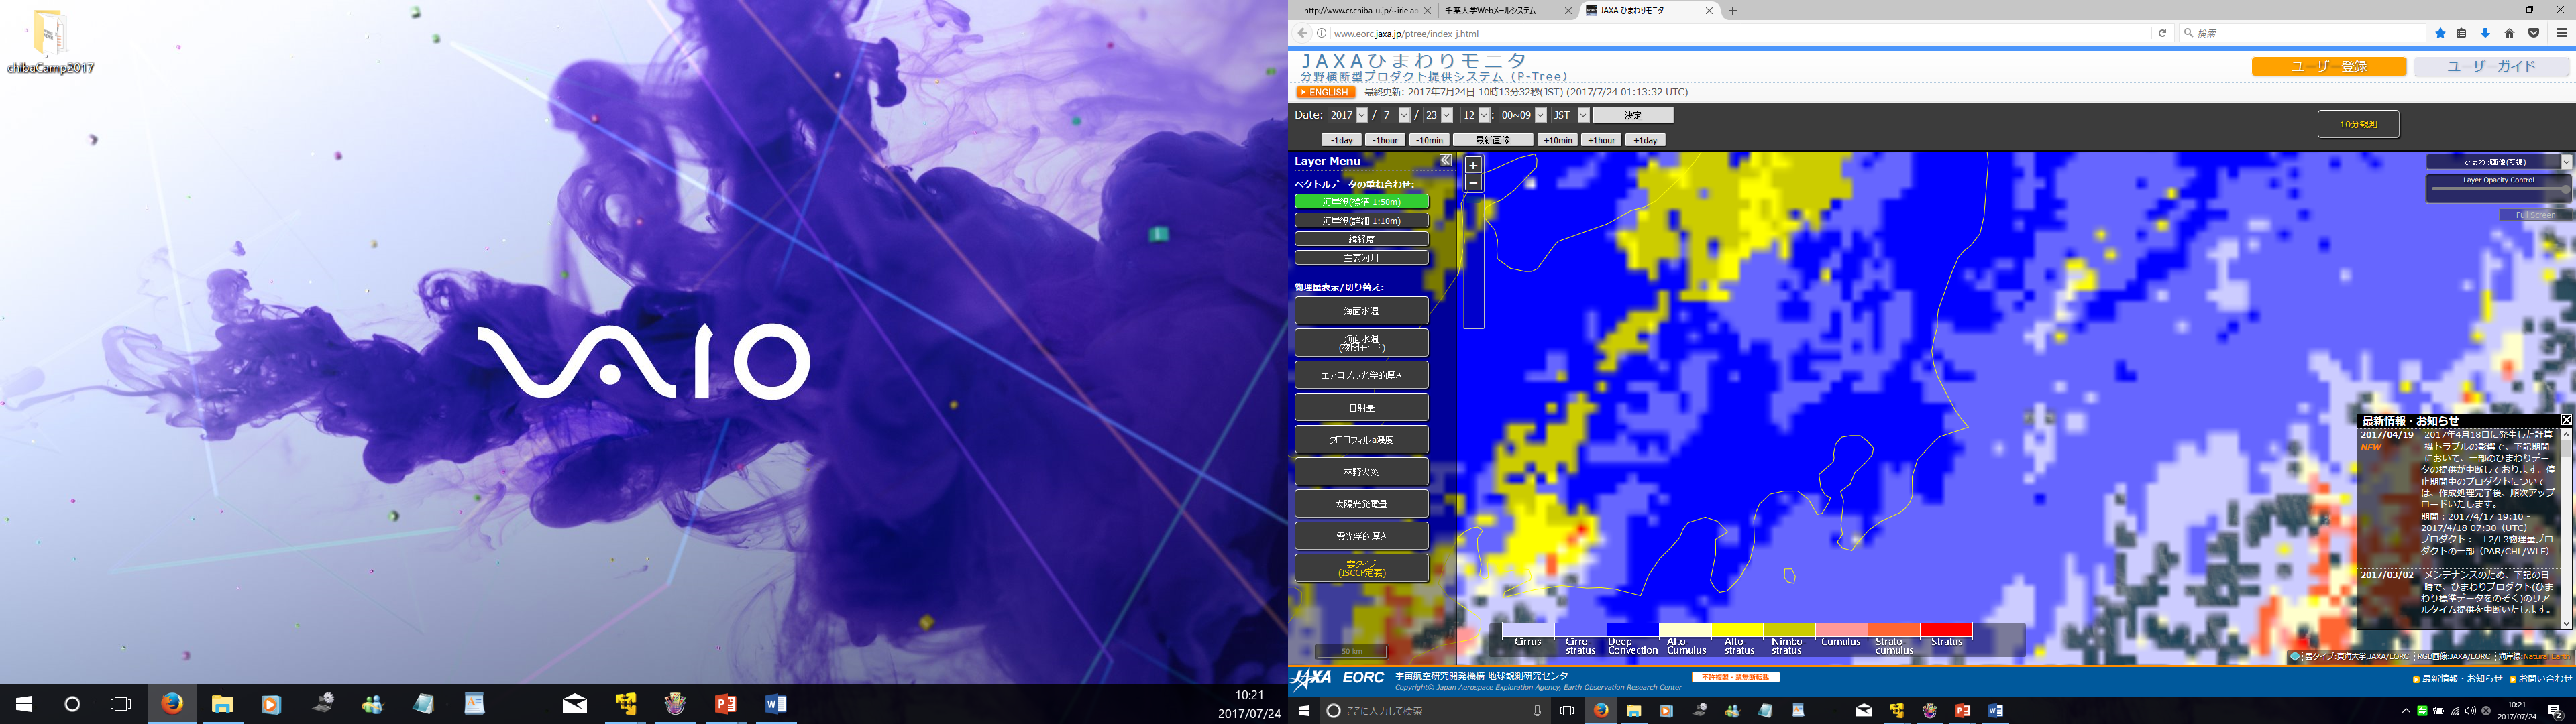 chibaCamp2017
VAIO
10:21
2017/07/24
http://www.cr.chiba-u.jp/~irielab
千葉大学Webメールシステム
JAXA ひまわりモニタ
www.eorc.jaxa.jp/ptree/index_j.html
検索
JAXAひまわりモニタ
分野横断型プロダクト提供システム（P-Tree）
ユーザー登録
ユーザーガイド
ENGLISH
最終更新: 2017年7月24日 10時13分32秒(JST) (2017/7/24 01:13:32 UTC)
Date: 2017 / 7 / 23 12 : 00~09 JST 決定
10分観測
-1day -1hour -10min 最新画像 +10min +1hour +1day
Layer Menu
ベクトルデータの重ね合わせ:
海岸線(標準 1:50m)
海岸線(詳細 1:10m)
緯経度
主要河川
物理量表示/切り替え:
海面水温
海面水温
(夜間モード)
エアロゾル光学的厚さ
日射量
クロロフィルa濃度
林野火災
太陽光発電量
雲光学的厚さ
雲タイプ
(ISCCP定義)
50 km
+
−
ひまわり画像(可視)
Layer Opacity Control
Full Screen
最新情報・お知らせ
2017/04/19 2017年4月18日に発生した計算
NEW 機トラブルの影響で、下記期間
において、一部のひまわりデー
タの提供が中断しております。停
止期間中のプロダクトについて
は、作成処理完了後、順次アップ
ロードいたします。
期間：2017/4/17 19:10 -
2017/4/18 07:30（UTC）
プロダクト： L2/L3物理量プロ
ダクトの一部（PAR/CHL/WLF）
2017/03/02 メンテナンスのため、下記の日
時で、ひまわりプロダクト(ひま
わり標準データをのぞく)のリア
ルタイム提供を中断いたします。
Cirrus
Cirro-
stratus
Deep
Convection
Alto-
Cumulus
Alto-
stratus
Nimbo-
stratus
Cumulus
Strato-
cumulus
Stratus
雲タイプ:東海大学,JAXA/EORC | RGB画像:JAXA/EORC | 海岸線:Natural Earth
JAXA EORC 宇宙航空研究開発機構 地球観測研究センター
不許複製・禁無断転載
Copyright© Japan Aerospace Exploration Agency, Earth Observation Research Center
最新情報・お知らせ
お問い合わせ
ここに入力して検索
10:21
2017/07/24